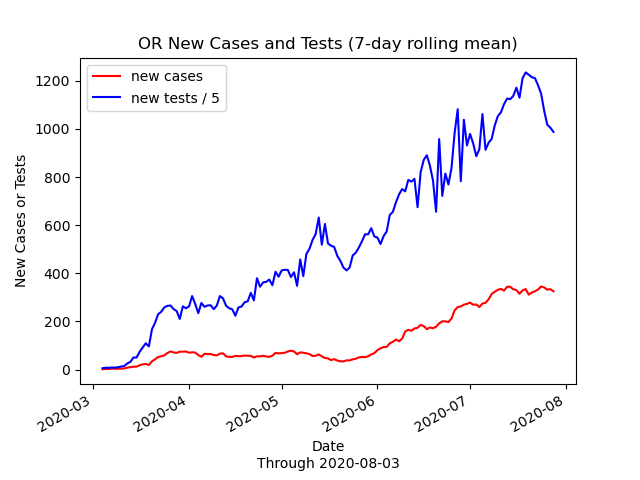 OR New Cases and Tests (7-day rolling mean)
new cases
new tests / 5
New Cases or Tests
1200
1000
800
600
400
200
0
2020-03
2020-04
2020-05
2020-06
2020-07
2020-08
Date
Through 2020-08-03